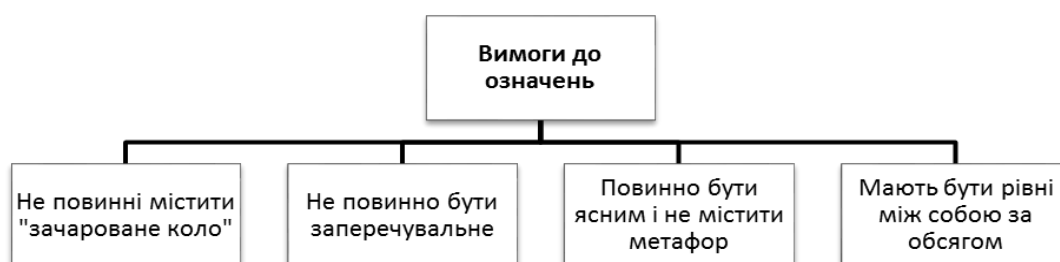 Вимоги до
означень
Не повинні містити
"зачароване коло"
Не повинно бути
заперечувальне
Повинно бути
ясним і не містити
метафор
Мають бути рівні
між собою за
обсягом